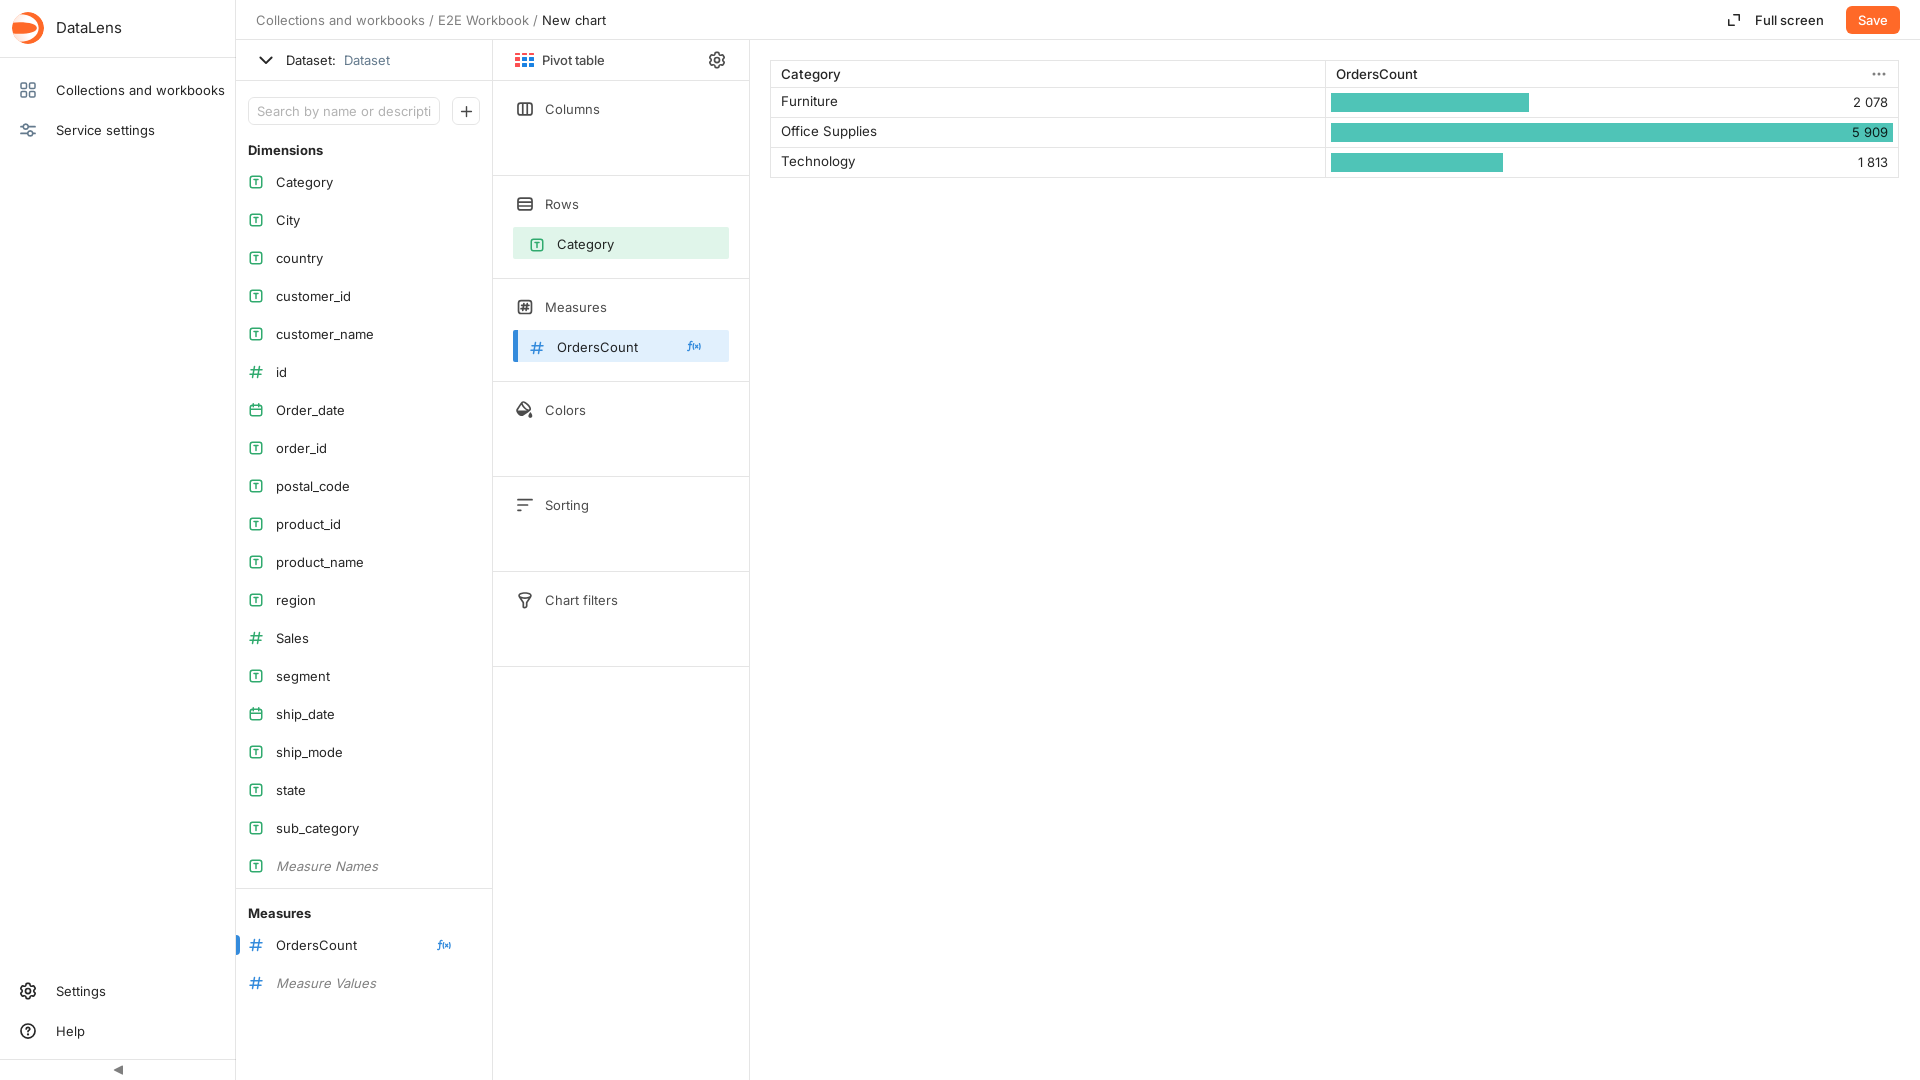 DataLens
Collections and workbooks
Service settings
Settings
Help
Collections and workbooks / E2E Workbook / New chart
Full screen
Save
Dataset: Dataset
Search by name or descripti
Dimensions
Category
City
country
customer_id
customer_name
id
Order_date
order_id
postal_code
product_id
product_name
region
Sales
segment
ship_date
ship_mode
state
sub_category
Measure Names
Measures
OrdersCount f(x)
Measure Values
Pivot table
Columns
Rows
Category
Measures
OrdersCount f(x)
Colors
Sorting
Chart filters
Category OrdersCount
Furniture 2 078
Office Supplies 5 909
Technology 1 813